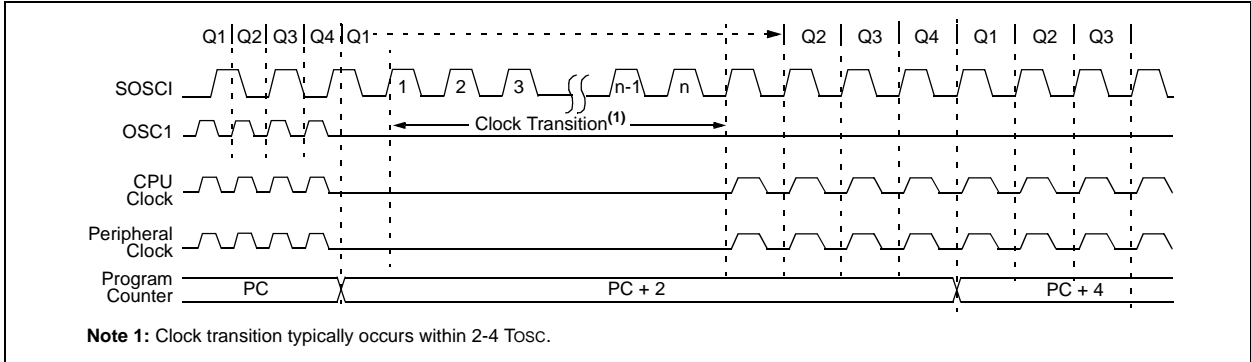 Q1 Q2 Q3 Q4 Q1 Q2 Q3 Q4 Q1 Q2 Q3
SOSCI 1 2 3 n-1 n
Clock Transition(1)
OSC1
CPU
Clock
Peripheral
Clock
Program
Counter
PC PC + 2 PC + 4
Note 1: Clock transition typically occurs within 2-4 TOSC.